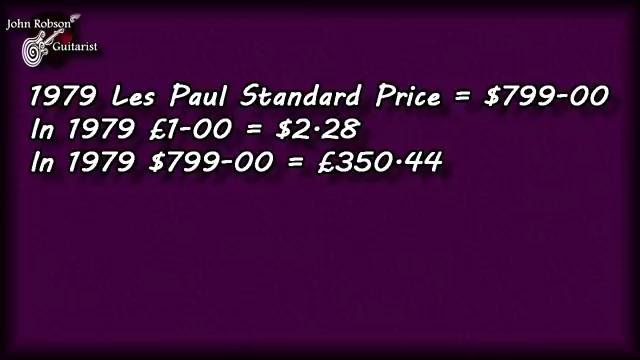 John Robson
Guitarist
1979 Les Paul Standard Price = $799-00
In 1979 £1-00 = $2·28
In 1979 $799-00 = £350·44